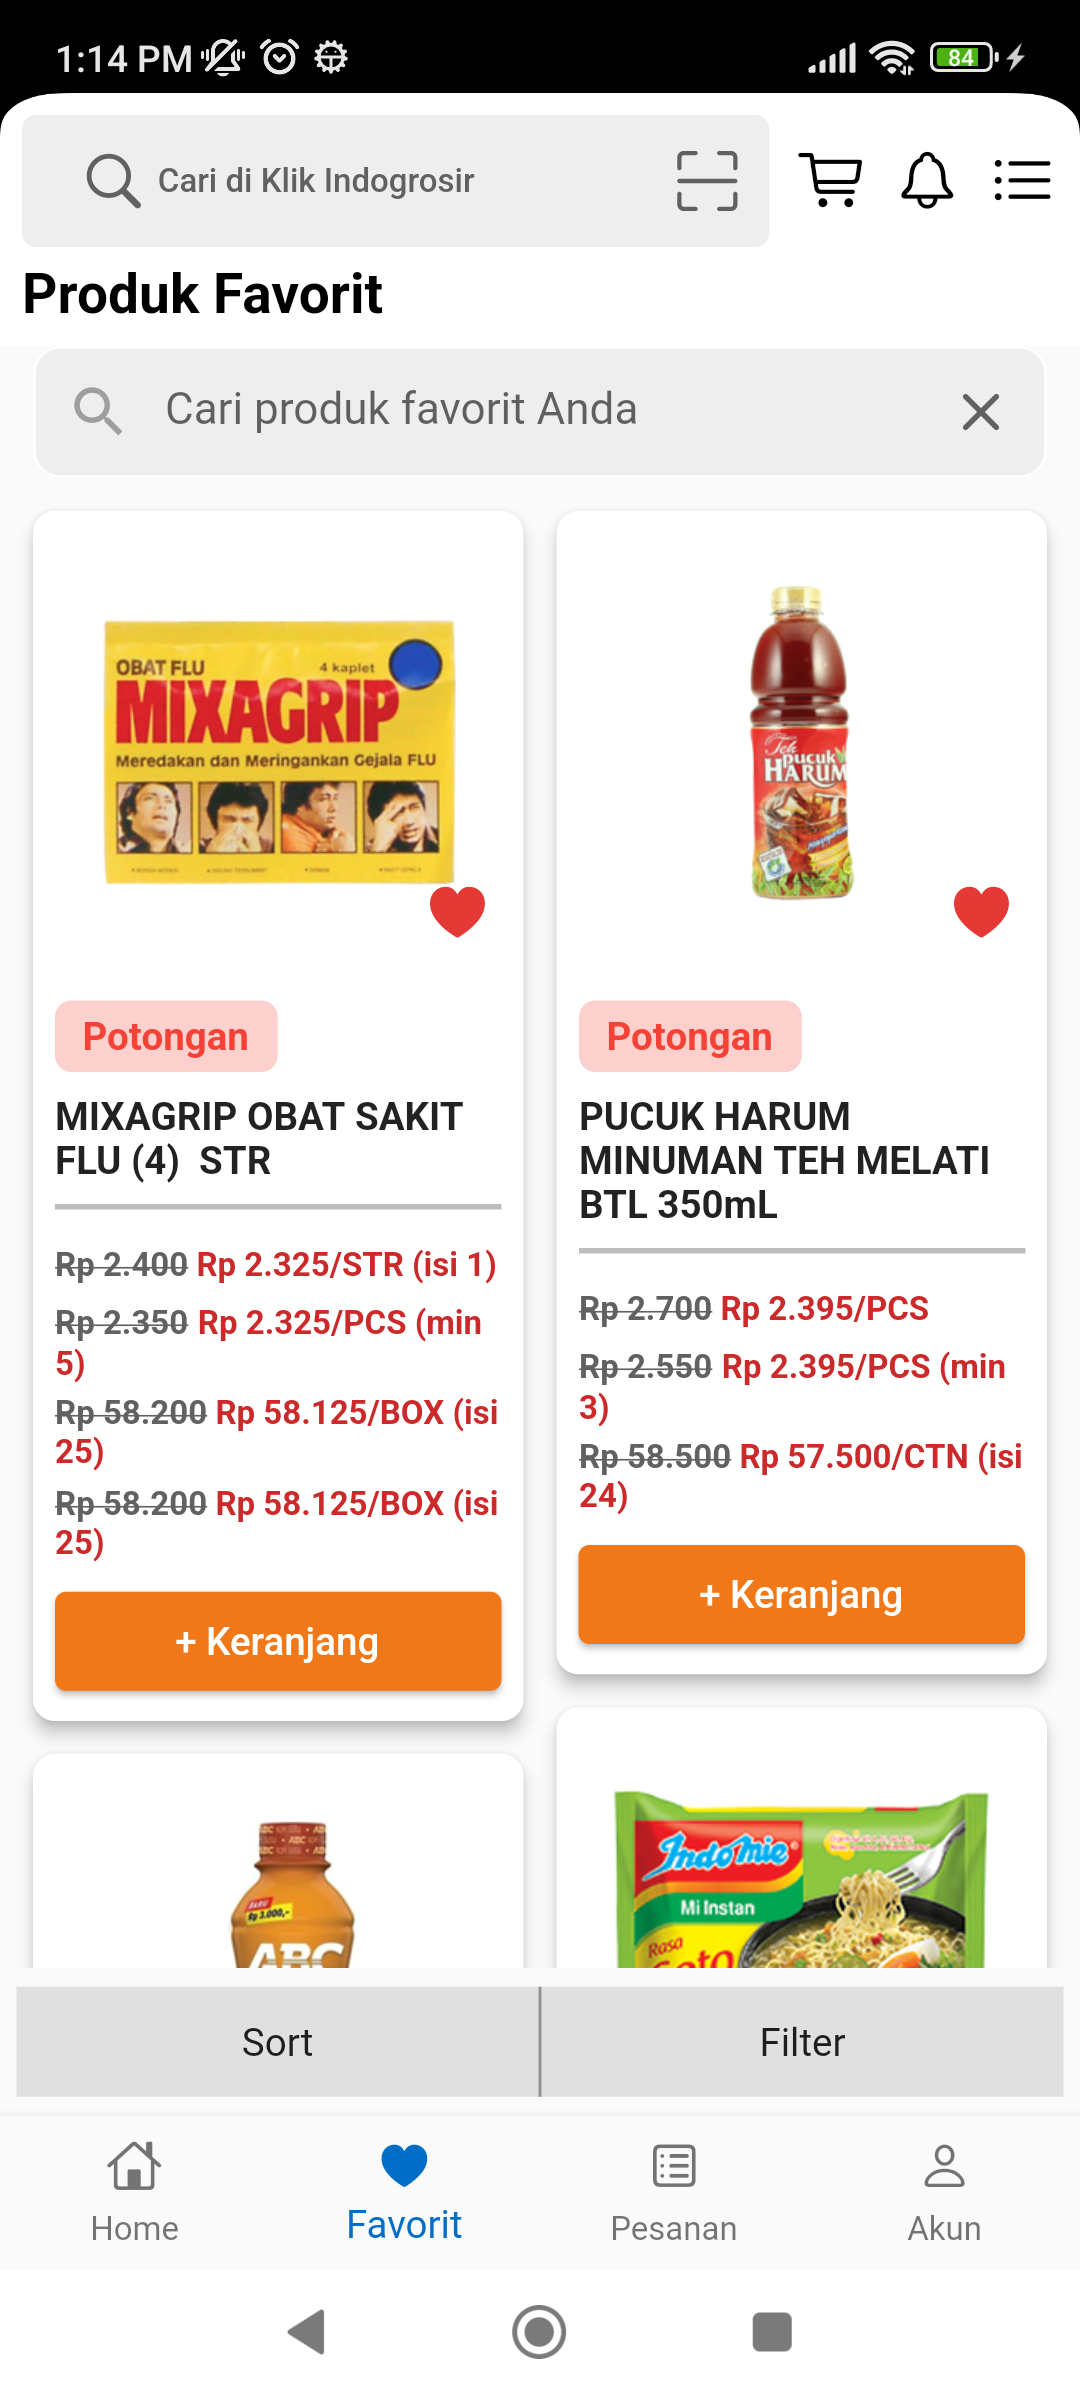 1:14 PM
84
Cari di Klik Indogrosir
Produk Favorit
Cari produk favorit Anda
OBAT FLU
4 kaplet
MIXAGRIP
Meredakan dan Meringankan Gejala FLU
Teh
pucuk
HARUM
Potongan
MIXAGRIP OBAT SAKIT
FLU (4)  STR
Rp 2.400 Rp 2.325/STR (isi 1)
Rp 2.350 Rp 2.325/PCS (min
5)
Rp 58.200 Rp 58.125/BOX (isi
25)
Rp 58.200 Rp 58.125/BOX (isi
25)
+ Keranjang
Potongan
PUCUK HARUM
MINUMAN TEH MELATI
BTL 350mL
Rp 2.700 Rp 2.395/PCS
Rp 2.550 Rp 2.395/PCS (min
3)
Rp 58.500 Rp 57.500/CTN (isi
24)
+ Keranjang
BARU
Rp 3.000,-
ABC
Indomie
Mi Instan
Rasa
Soto
Sort
Filter
Home
Favorit
Pesanan
Akun